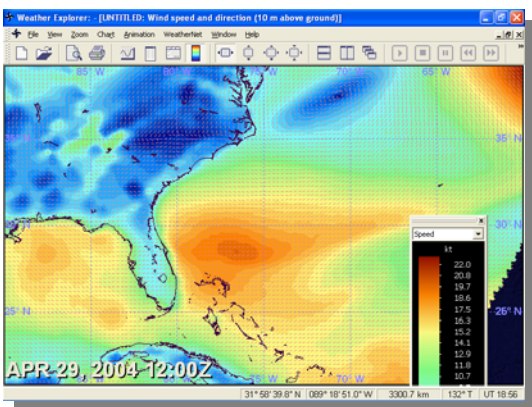 Weather Explorer: - [UNTITLED: Wind speed and direction (10 m above ground)]
File View Zoom Chart Animation WeatherNet Window Help
85° W 80° W 75° W 70° W 65° W
35° N
30° N
Speed
kt
22.0
20.8
19.7
18.6
17.5
16.3
15.2
14.1
12.9
11.8
10.7
25° N 25° N
APR 29, 2004 12:00Z
31° 58' 39.8" N 089° 18' 51.0" W 3300.7 km 132° T UT 18:56